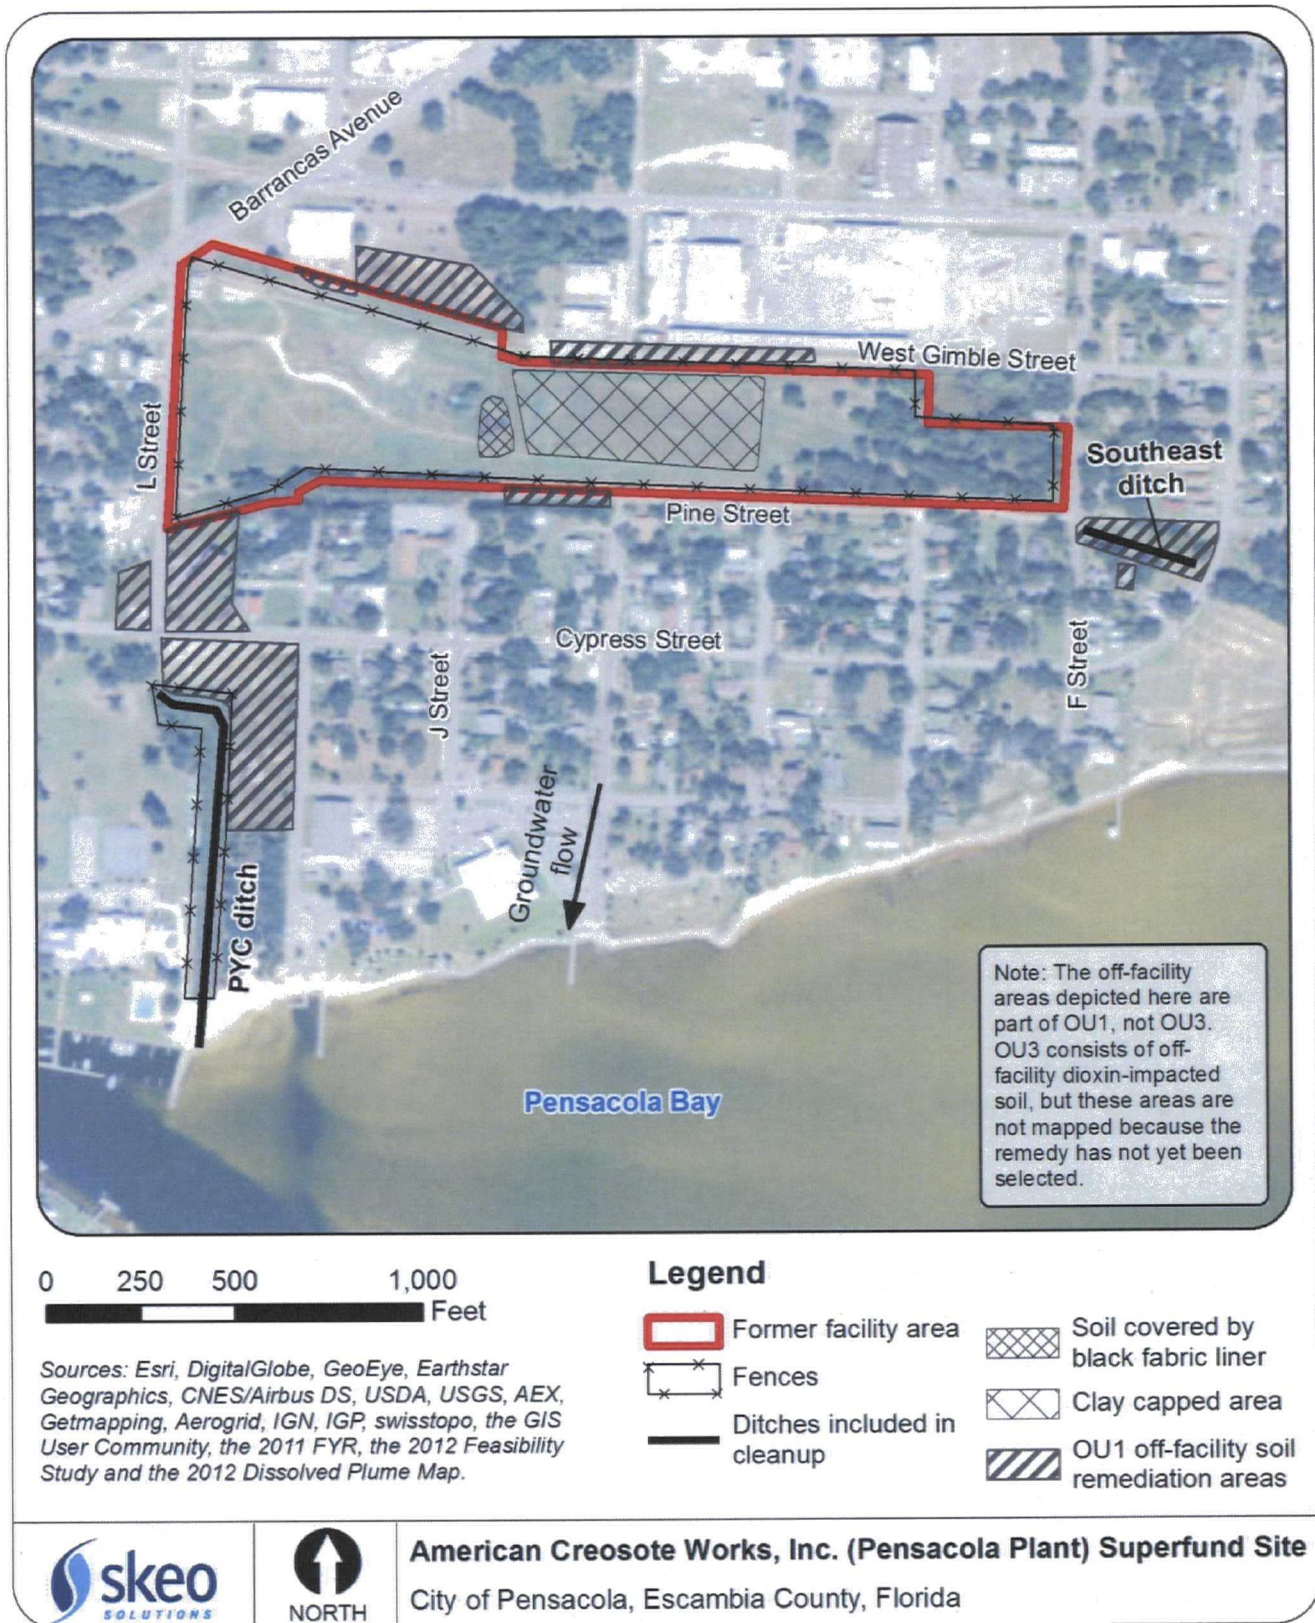 Barrancas Avenue
West Gimble Street
L Street
Southeast
ditch
Pine Street
Cypress Street
J Street
F Street
Groundwater
flow
PYC ditch
Pensacola Bay
Note: The off-facility
areas depicted here are
part of OU1, not OU3.
OU3 consists of off-
facility dioxin-impacted
soil, but these areas are
not mapped because the
remedy has not yet been
selected.
0 250 500 1,000
Feet
Sources: Esri, DigitalGlobe, GeoEye, Earthstar
Geographics, CNES/Airbus DS, USDA, USGS, AEX,
Getmapping, Aerogrid, IGN, IGP, swisstopo, the GIS
User Community, the 2011 FYR, the 2012 Feasibility
Study and the 2012 Dissolved Plume Map.
Legend
Former facility area
Fences
Ditches included in
cleanup
Soil covered by
black fabric liner
Clay capped area
OU1 off-facility soil
remediation areas
skeo
SOLUTIONS
NORTH
American Creosote Works, Inc. (Pensacola Plant) Superfund Site
City of Pensacola, Escambia County, Florida